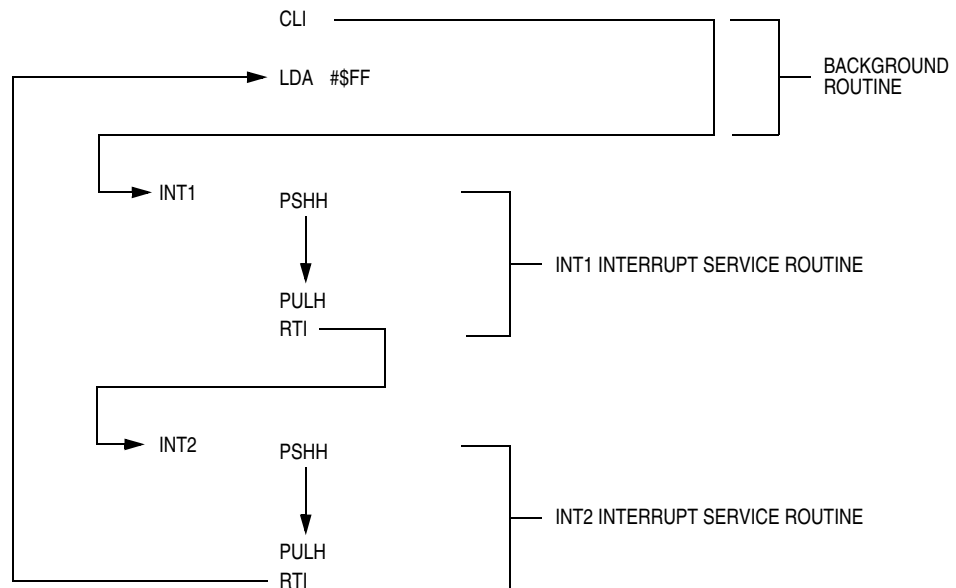 CLI
LDA #$FF
BACKGROUND
ROUTINE
INT1
PSHH
PULH
RTI
INT1 INTERRUPT SERVICE ROUTINE
INT2
PSHH
PULH
RTI
INT2 INTERRUPT SERVICE ROUTINE